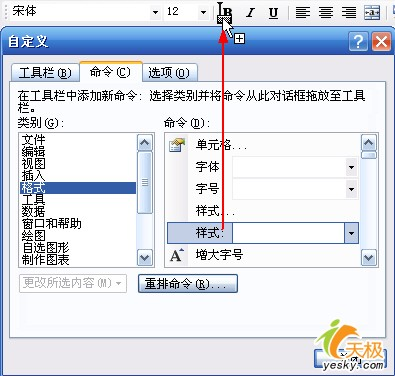 宋体 12 B I U
自定义
工具栏(B) 命令(C) 选项(O)
在工具栏中添加新命令：选择类别并将命令从此对话框拖放至工具
栏。
类别(G):
文件
编辑
视图
插入
格式
工具
数据
窗口和帮助
绘图
自选图形
制作图表
命令(D):
单元格...
字体
字号
样式...
样式:
增大字号
A
更改所选内容(M) 重排命令(R)...
天极
yesky.com